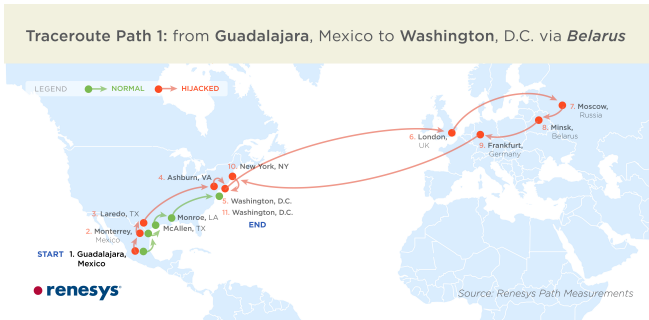 Traceroute Path 1: from Guadalajara, Mexico to Washington, D.C. via Belarus
LEGEND NORMAL HIJACKED
7. Moscow,
Russia
6. London,
UK
8. Minsk,
Belarus
9. Frankfurt,
Germany
10. New York, NY
4. Ashburn, VA
5. Washington, D.C.
11. Washington, D.C.
END
3. Laredo, TX
Monroe, LA
2. Monterrey,
Mexico
McAllen, TX
START 1. Guadalajara,
Mexico
renesys
Source: Renesys Path Measurements